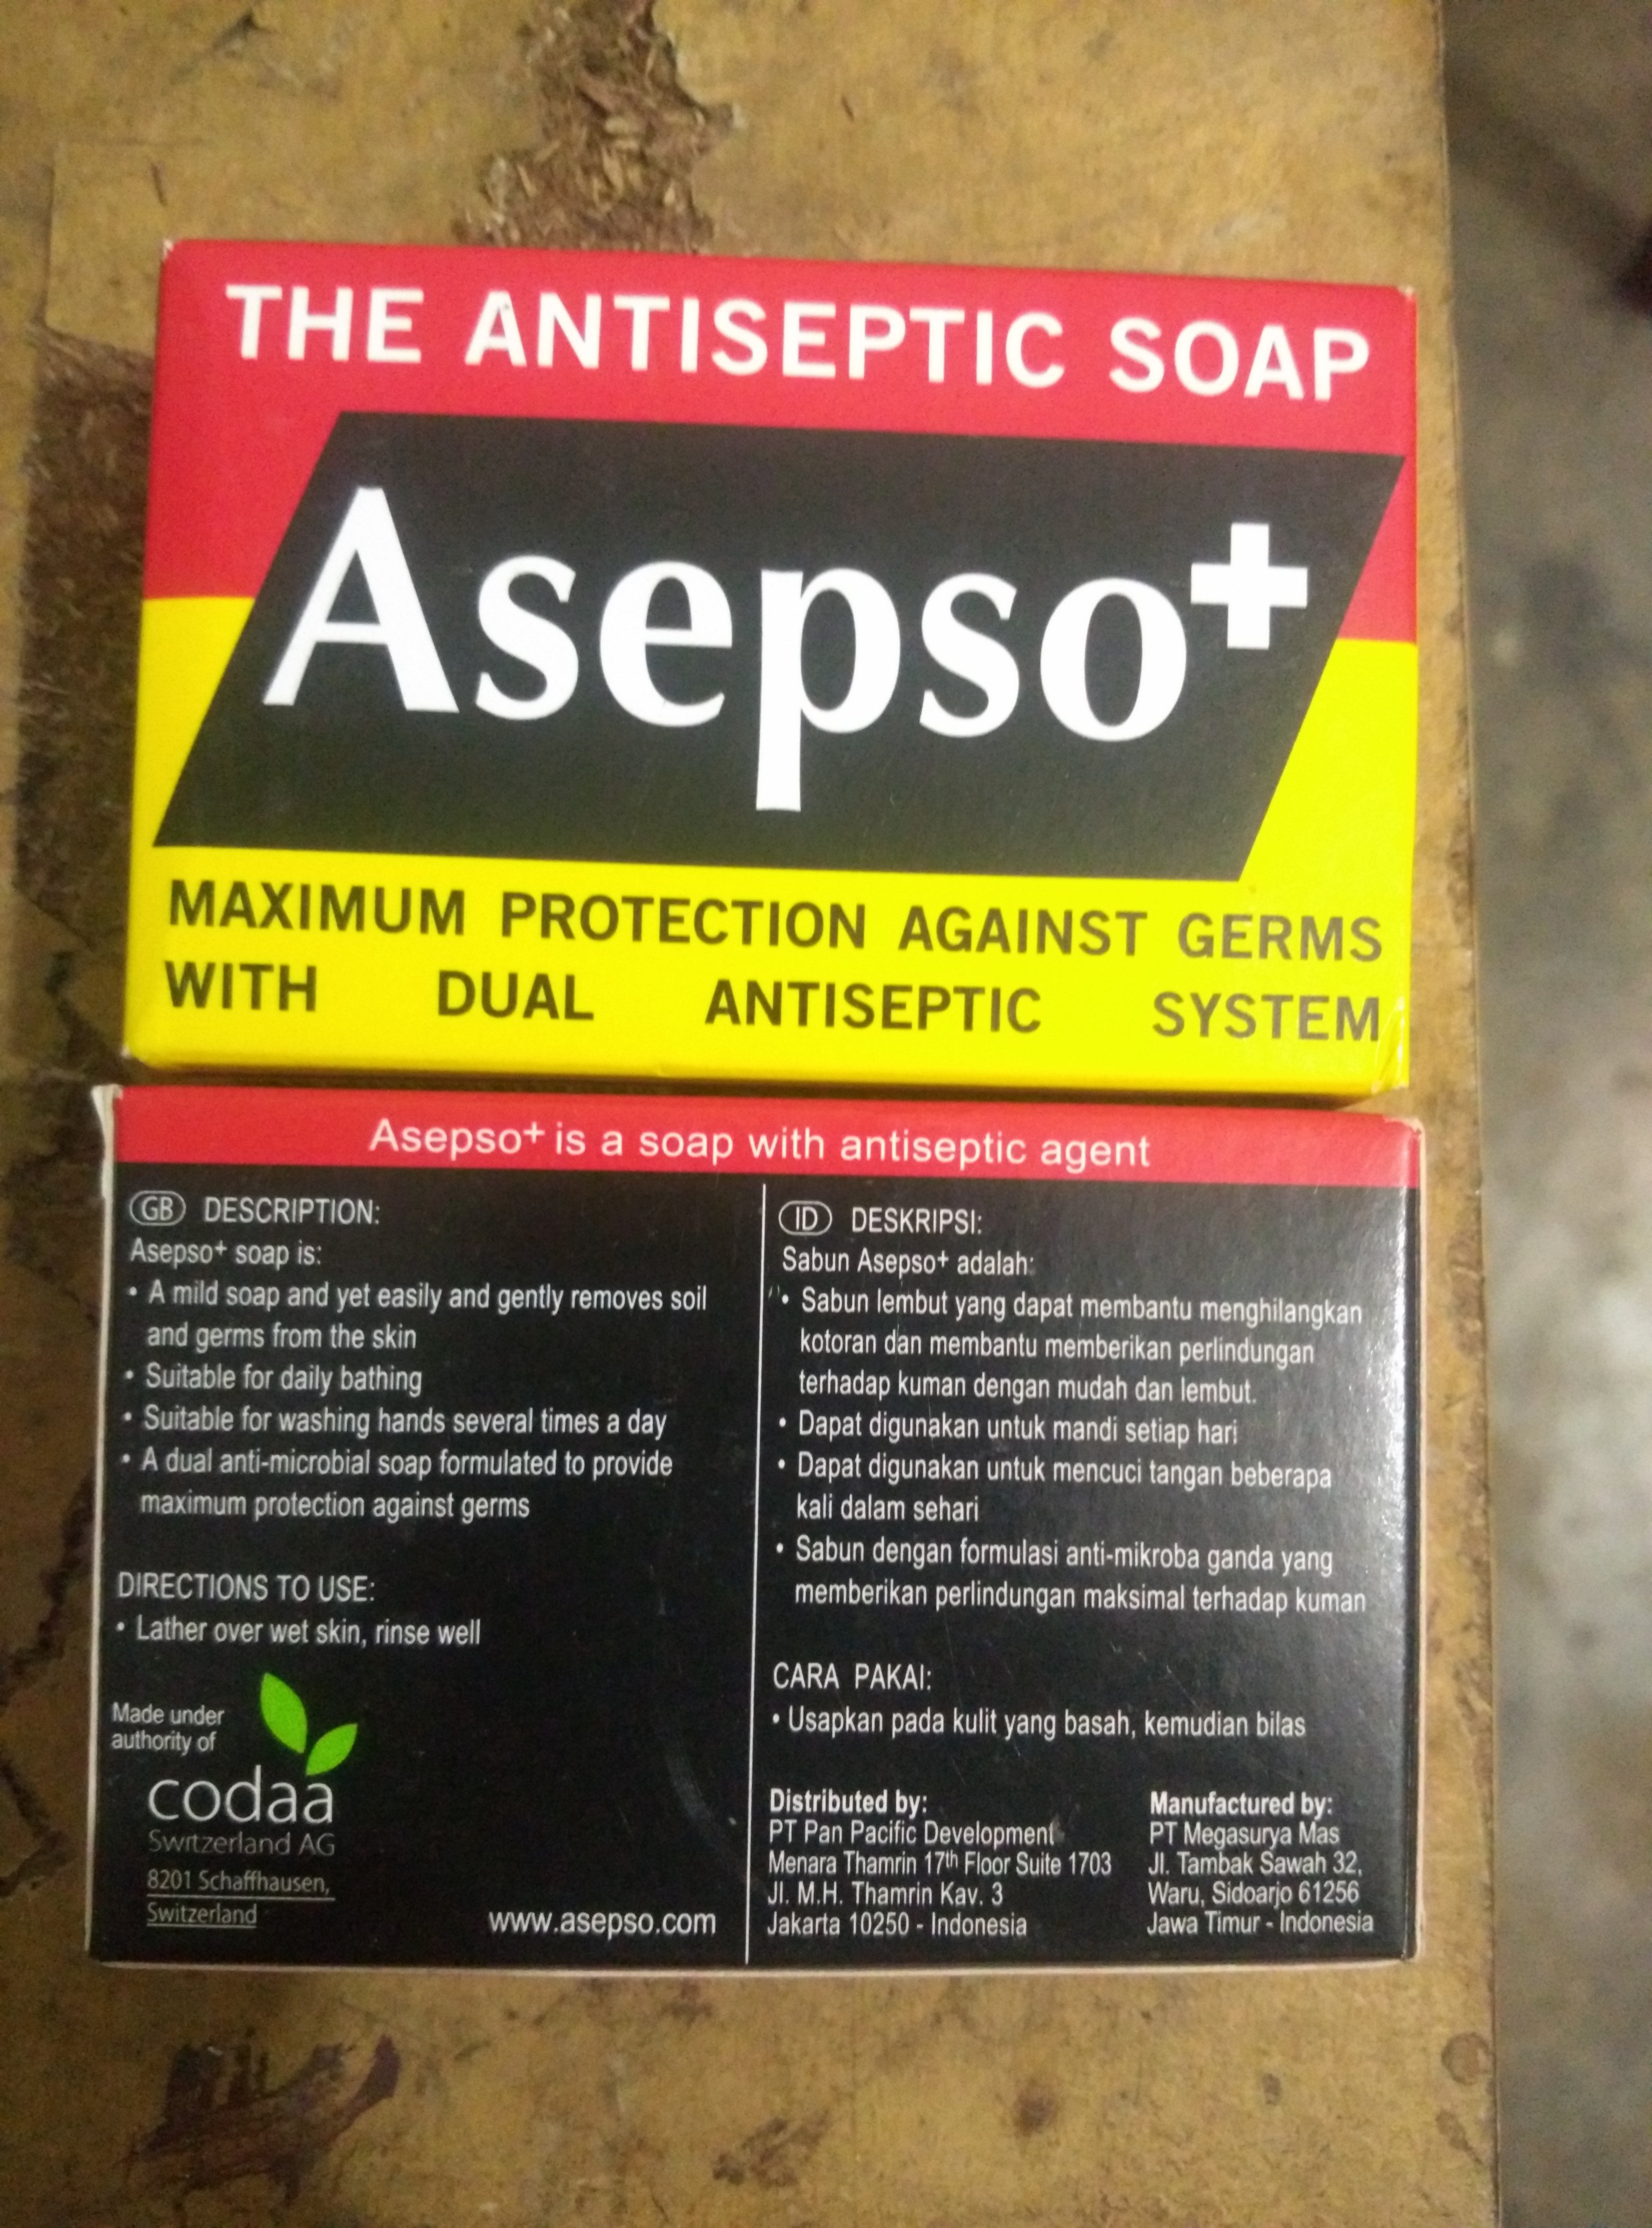 THE ANTISEPTIC SOAP
Asepso+
MAXIMUM PROTECTION AGAINST GERMS
WITH DUAL ANTISEPTIC SYSTEM
Asepso+ is a soap with antiseptic agent
GB DESCRIPTION:
Asepso+ soap is:
• A mild soap and yet easily and gently removes soil
and germs from the skin
• Suitable for daily bathing
• Suitable for washing hands several times a day
• A dual anti-microbial soap formulated to provide
maximum protection against germs
DIRECTIONS TO USE:
• Lather over wet skin, rinse well
Made under
authority of
codaa
Switzerland AG
8201 Schaffhausen,
Switzerland
www.asepso.com
ID DESKRIPSI:
Sabun Asepso+ adalah:
• Sabun lembut yang dapat membantu menghilangkan
kotoran dan membantu memberikan perlindungan
terhadap kuman dengan mudah dan lembut.
• Dapat digunakan untuk mandi setiap hari
• Dapat digunakan untuk mencuci tangan beberapa
kali dalam sehari
• Sabun dengan formulasi anti-mikroba ganda yang
memberikan perlindungan maksimal terhadap kuman
CARA PAKAI:
• Usapkan pada kulit yang basah, kemudian bilas
Distributed by:
PT Pan Pacific Development
Menara Thamrin 17th Floor Suite 1703
Jl. M.H. Thamrin Kav. 3
Jakarta 10250 - Indonesia
Manufactured by:
PT Megasurya Mas
Jl. Tambak Sawah 32,
Waru, Sidoarjo 61256
Jawa Timur - Indonesia